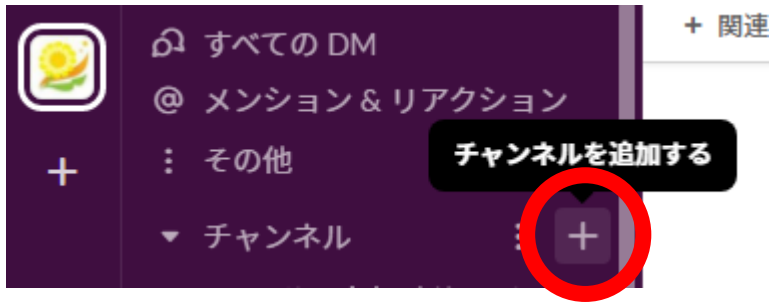 すべての DM
+ 関連
@ メンション & リアクション
その他
チャンネルを追加する
チャンネル